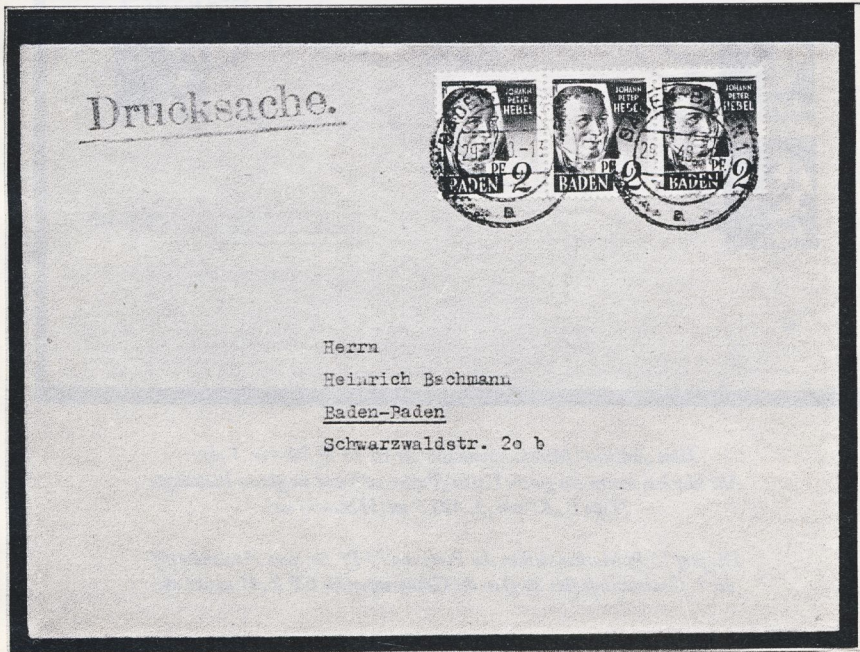 Drucksache.
JOHANN
PETER
HEBEL
PF
BADEN 2
JOHANN
PETER
HEBEL
PF
BADEN 2
JOHANN
PETER
HEBEL
PF
BADEN 2
a
a
Herrn
Heinrich Bachmann
Baden-Baden
Schwarzwaldstr. 2o b